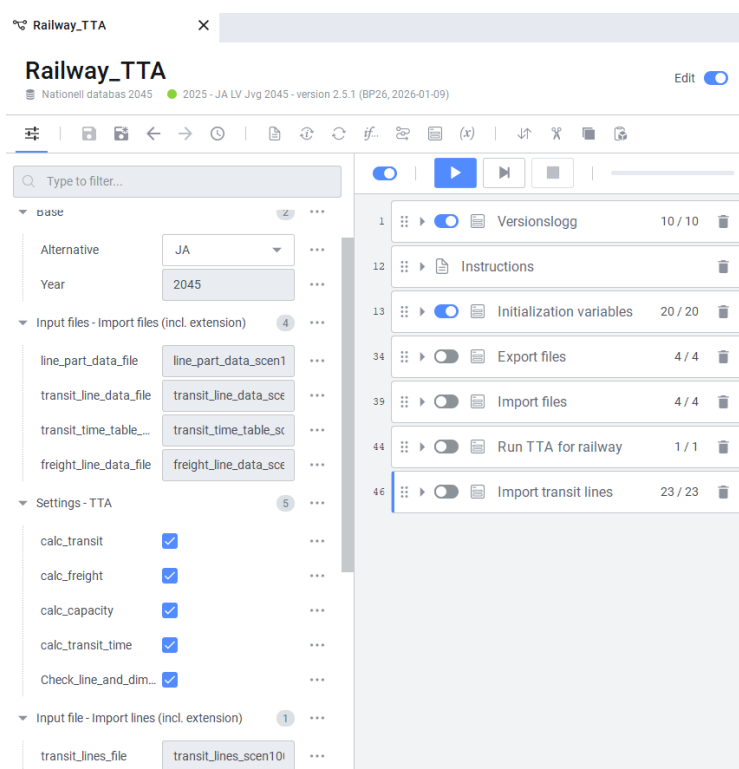 Railway_TTA
Railway_TTA
Edit
Nationell databas 2045 2025 - JA LV Jvg 2045 - version 2.5.1 (BP26, 2026-01-09)
if...
(x)
Type to filter...
Base 2
Alternative JA
Year 2045
Input files - Import files (incl. extension) 4
line_part_data_file line_part_data_scen1
transit_line_data_file transit_line_data_sce
transit_time_table_... transit_time_table_sc
freight_line_data_file freight_line_data_sce
Settings - TTA 5
calc_transit
calc_freight
calc_capacity
calc_transit_time
Check_line_and_dim...
Input file - Import lines (incl. extension) 1
transit_lines_file transit_lines_scen10
1 Versionslogg 10 / 10
12 Instructions
13 Initialization variables 20 / 20
34 Export files 4 / 4
39 Import files 4 / 4
44 Run TTA for railway 1 / 1
46 Import transit lines 23 / 23